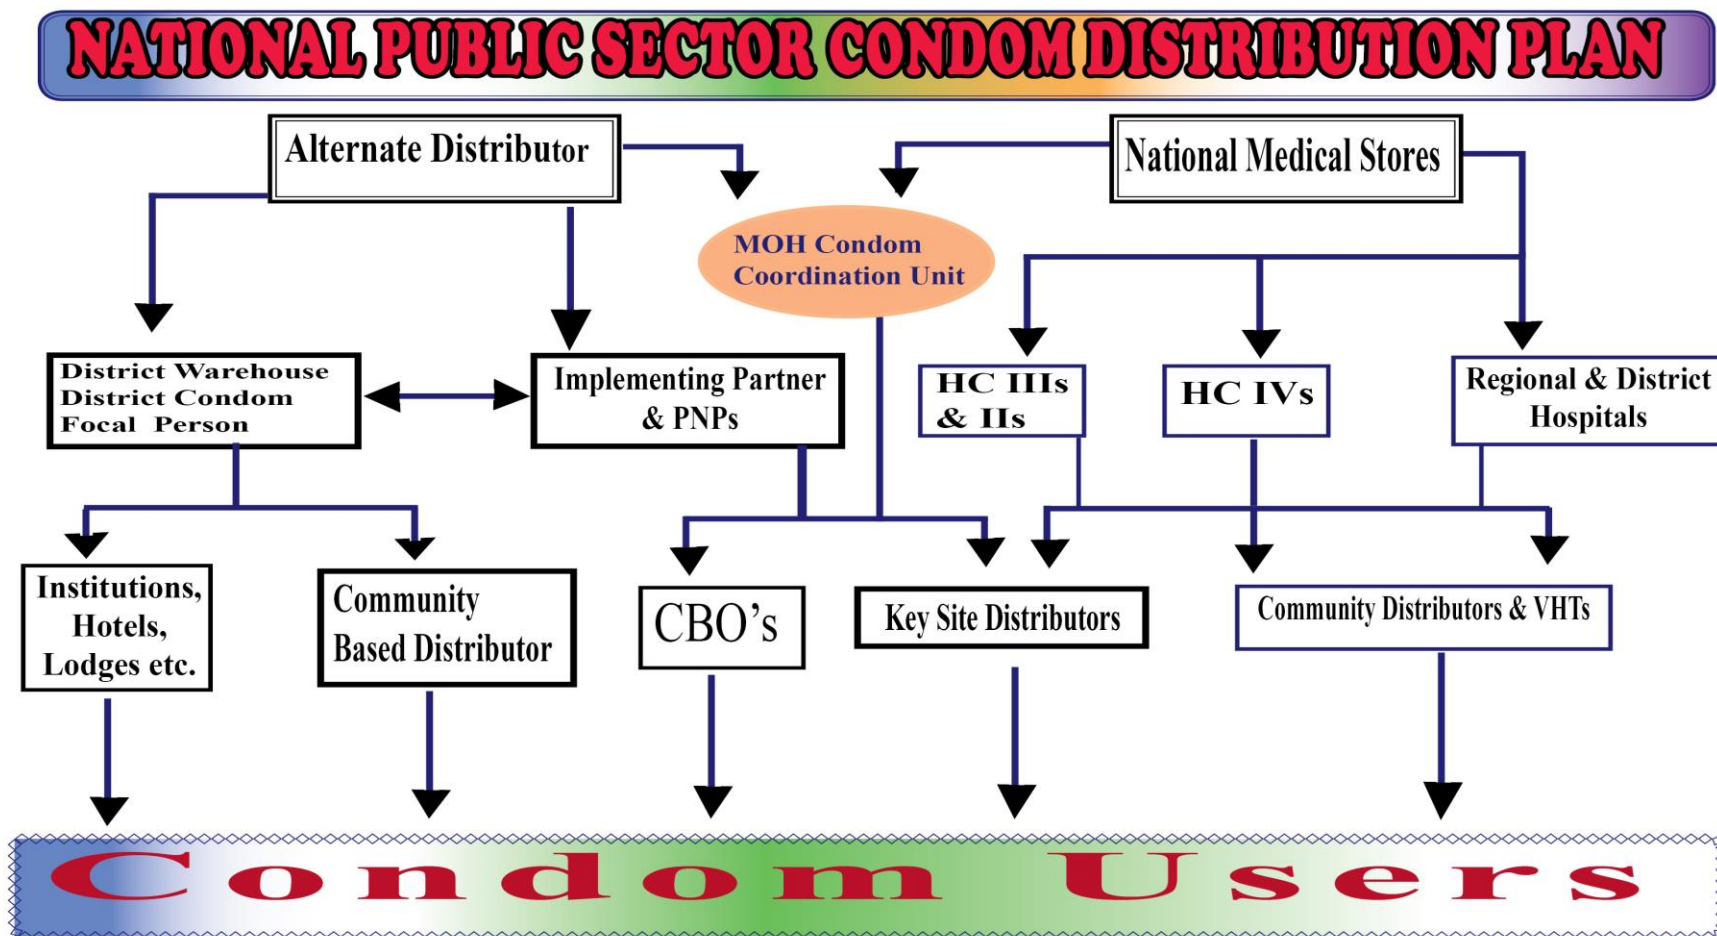 NATIONAL PUBLIC SECTOR CONDOM DISTRIBUTION PLAN
Alternate Distributor
National Medical Stores
MOH Condom
Coordination Unit
District Warehouse
District Condom
Focal Person
Implementing Partner
& PNPs
HC IIIs
& IIs
HC IVs
Regional & District
Hospitals
Institutions,
Hotels,
Lodges etc.
Community
Based Distributor
CBO’s
Key Site Distributors
Community Distributors & VHTs
Condom Users